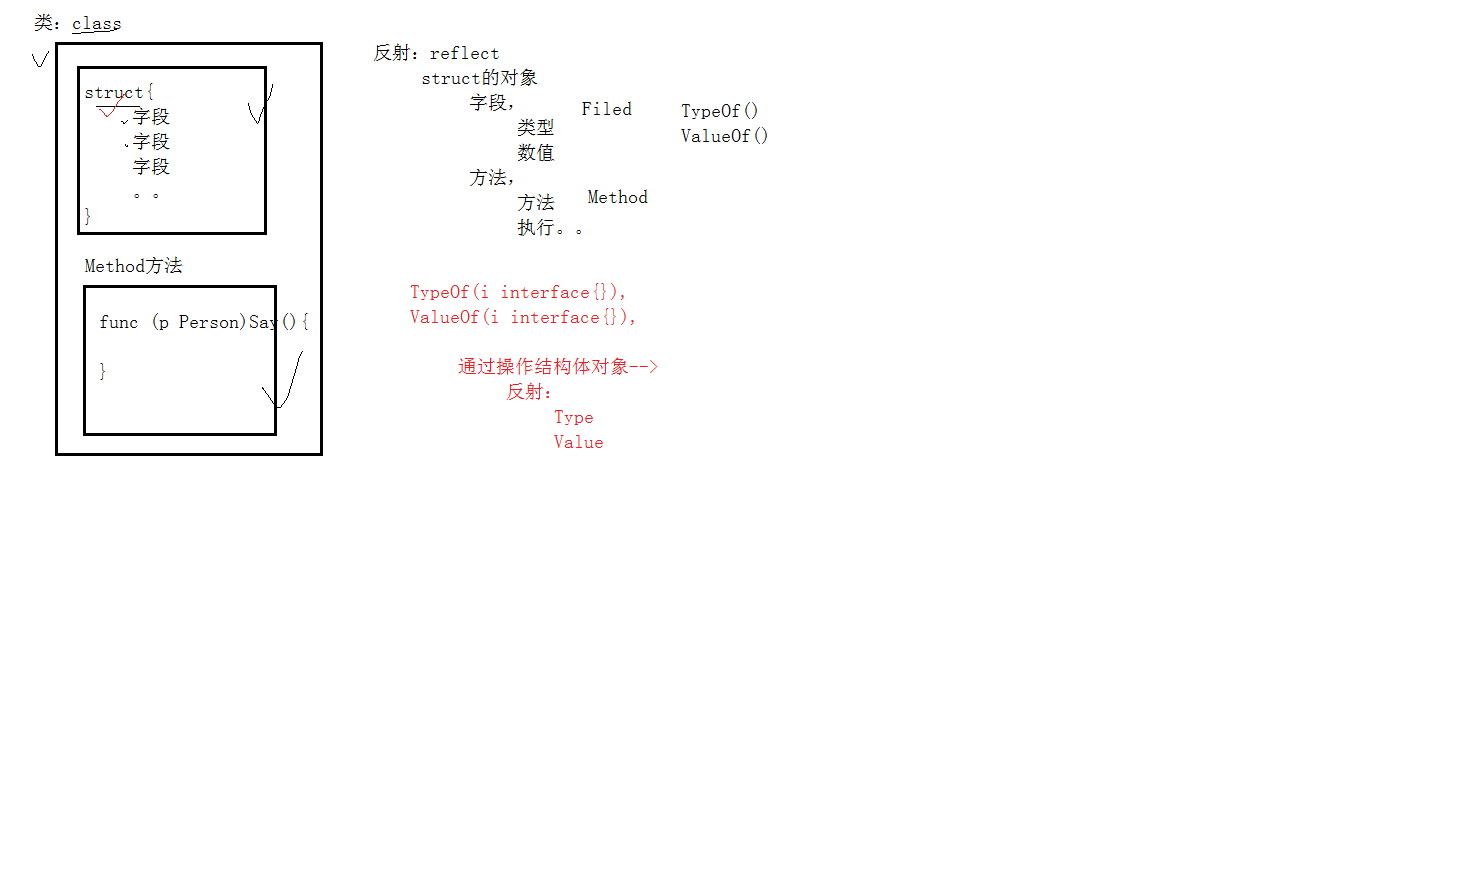 类：class
struct{
字段
字段
字段
。。
}
Method方法
func (p Person)Say(){
}
反射：reflect
struct的对象
字段，
Filed
TypeOf()
类型
ValueOf()
数值
方法，
方法
Method
执行。。
TypeOf(i interface{}),
ValueOf(i interface{}),
通过操作结构体对象-->
反射：
Type
Value